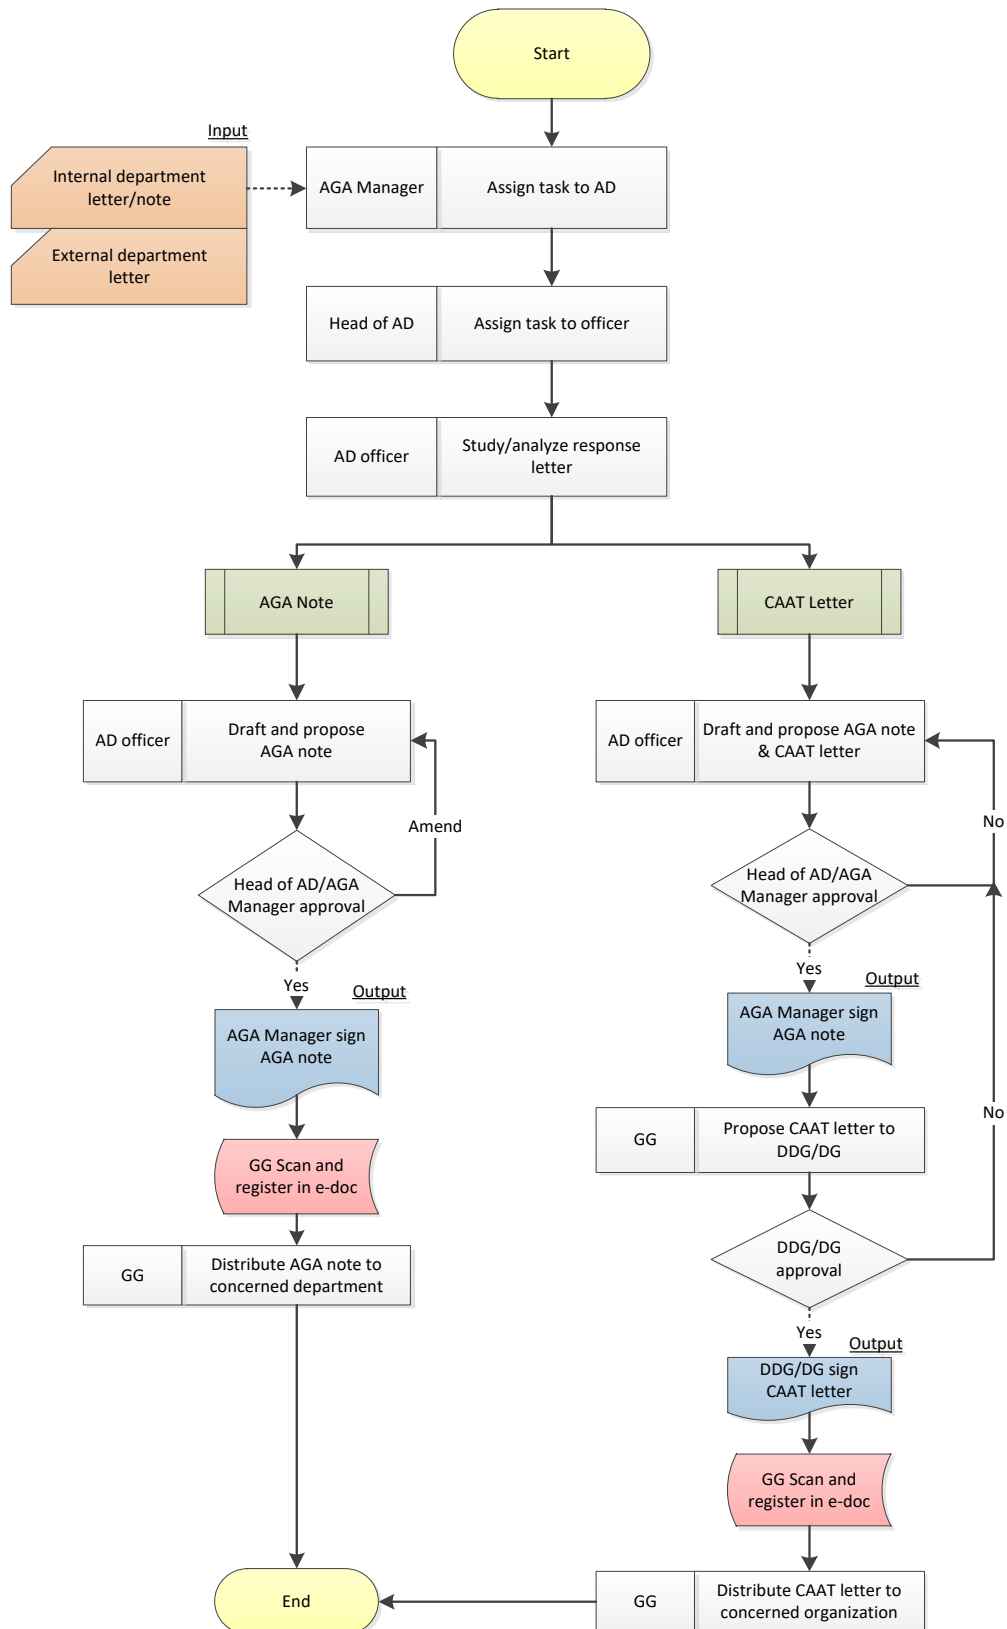 Start
Input
Internal department
letter/note
External department
letter
AGA Manager
Assign task to AD
Head of AD
Assign task to officer
AD officer
Study/analyze response
letter
AGA Note
CAAT Letter
AD officer
Draft and propose
AGA note
Amend
Head of AD/AGA
Manager approval
Yes
Output
AGA Manager sign
AGA note
GG Scan and
register in e-doc
GG
Distribute AGA note to
concerned department
AD officer
Draft and propose AGA note
& CAAT letter
No
Head of AD/AGA
Manager approval
Yes
Output
AGA Manager sign
AGA note
No
GG
Propose CAAT letter to
DDG/DG
DDG/DG
approval
Yes
Output
DDG/DG sign
CAAT letter
GG Scan and
register in e-doc
GG
Distribute CAAT letter to
concerned organization
End